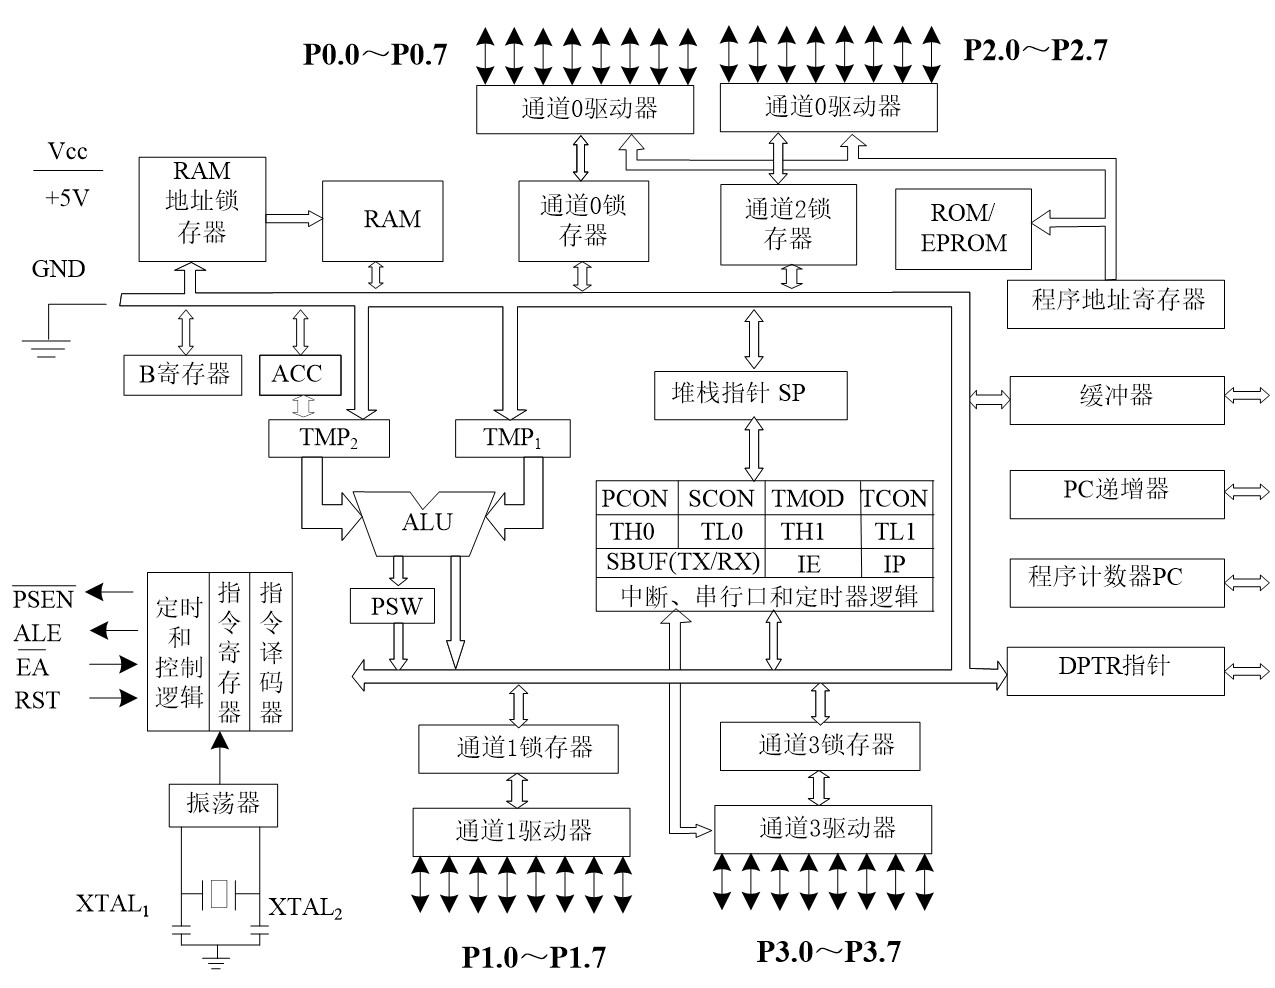 P0.0～P0.7
P2.0～P2.7
通道0驱动器
通道0驱动器
Vcc
+5V
GND
RAM
地址锁
存器
RAM
通道0锁
存器
通道2锁
存器
ROM/
EPROM
程序地址寄存器
B寄存器
ACC
堆栈指针 SP
缓冲器
TMP2
TMP1
PC递增器
ALU
PCON SCON TMOD TCON
TH0 TL0 TH1 TL1
SBUF(TX/RX) IE IP
中断、串行口和定时器逻辑
程序计数器PC
PSW
PSEN
ALE
EA
RST
定时
和
控制
逻辑
指令寄存器
指令译码器
DPTR指针
通道1锁存器
通道3锁存器
振荡器
通道1驱动器
通道3驱动器
XTAL1
XTAL2
P1.0～P1.7
P3.0～P3.7